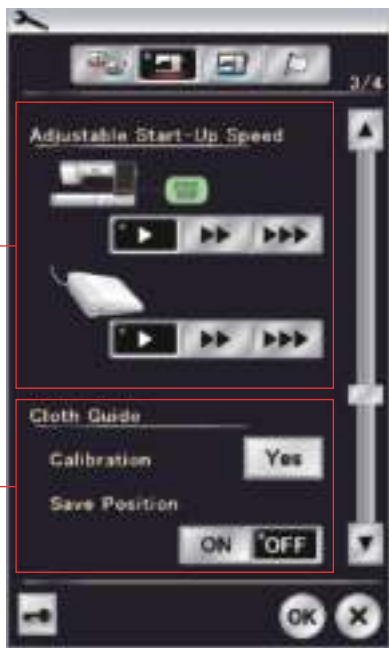 3/4
Adjustable Start-Up Speed
Cloth Guide
Calibration
Yes
Save Position
ON OFF
OK